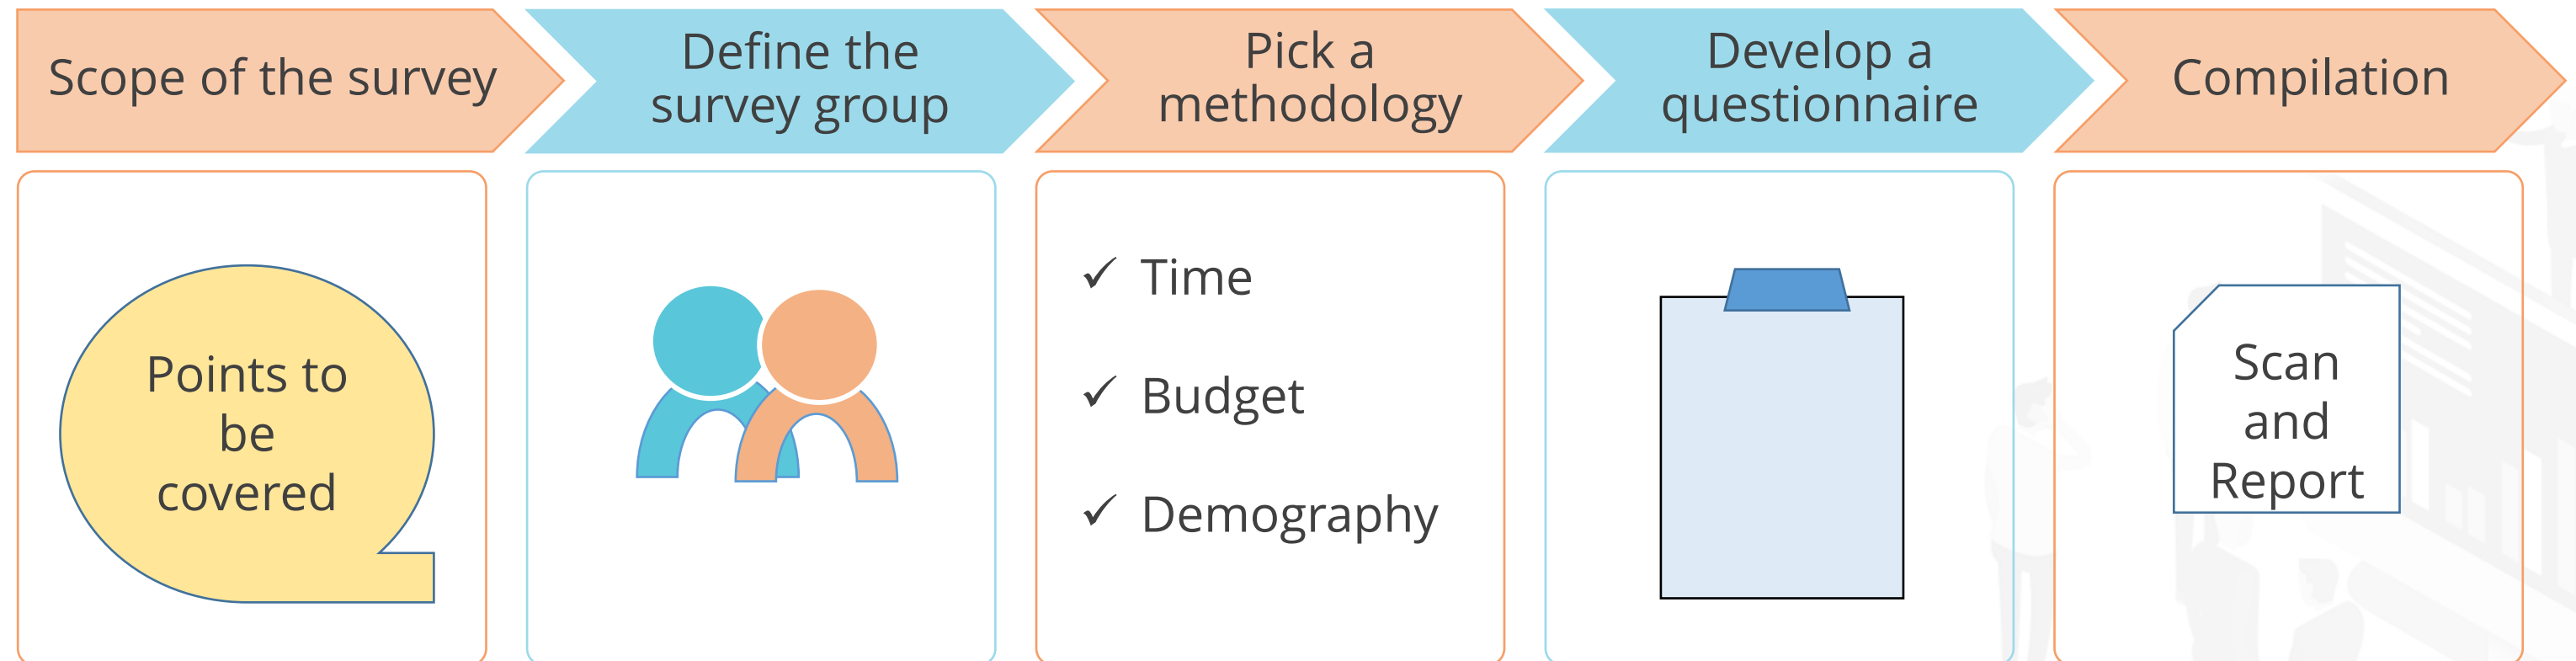 Scope of the survey
Define the
survey group
Pick a
methodology
Develop a
questionnaire
Compilation
Points to
be
covered
✓ Time
✓ Budget
✓ Demography
Scan
and
Report